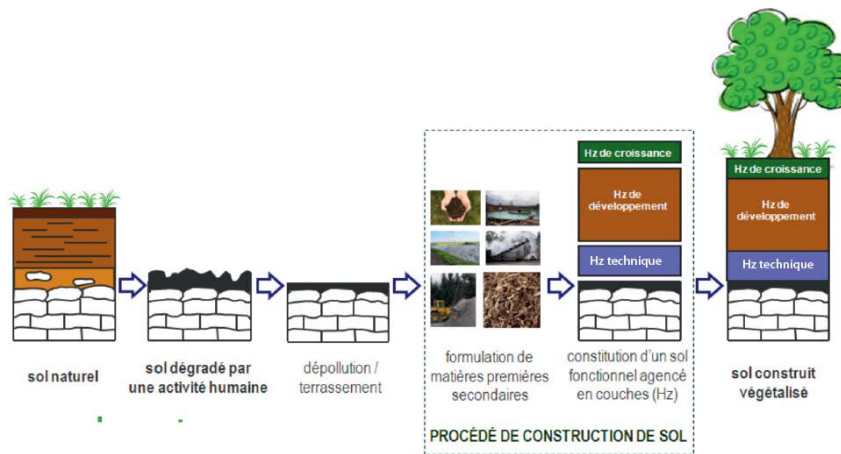 Hz de croissance
Hz de
développement
Hz technique
Hz de croissance
Hz de
développement
Hz technique
sol naturel
sol dégradé par
une activité humaine
dépollution /
terrassement
formulation de
matières premières
secondaires
constitution d'un sol
fonctionnel agencé
en couches (Hz)
sol construit
végétalisé
PROCÉDÉ DE CONSTRUCTION DE SOL